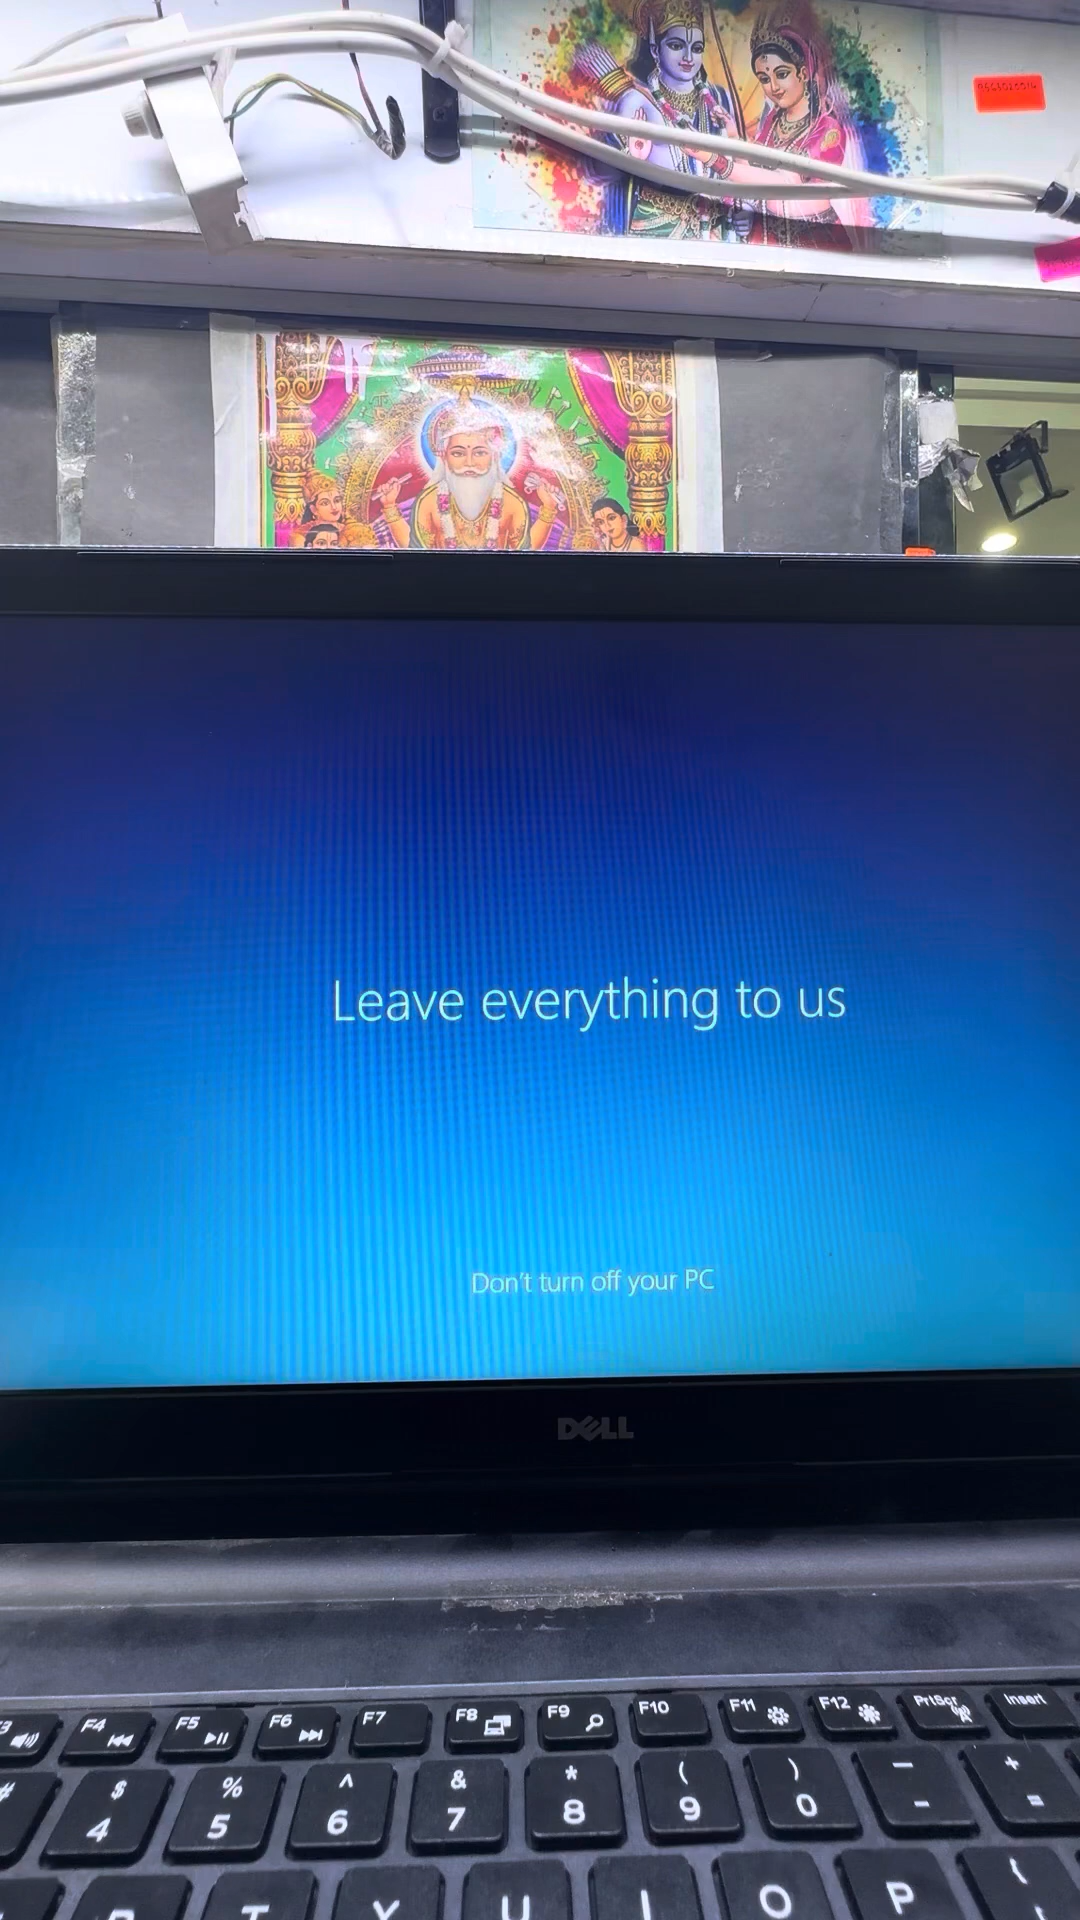 Leave everything to us
Don't turn off your PC
DELL
F4
F5
F6
F7
F8
F9
F10
F11
F12
PrtScr
Insert
$
4
%
5
^
6
&
7
*
8
(
9
)
0
_
-
+
=
T
Y
U
I
O
P
{